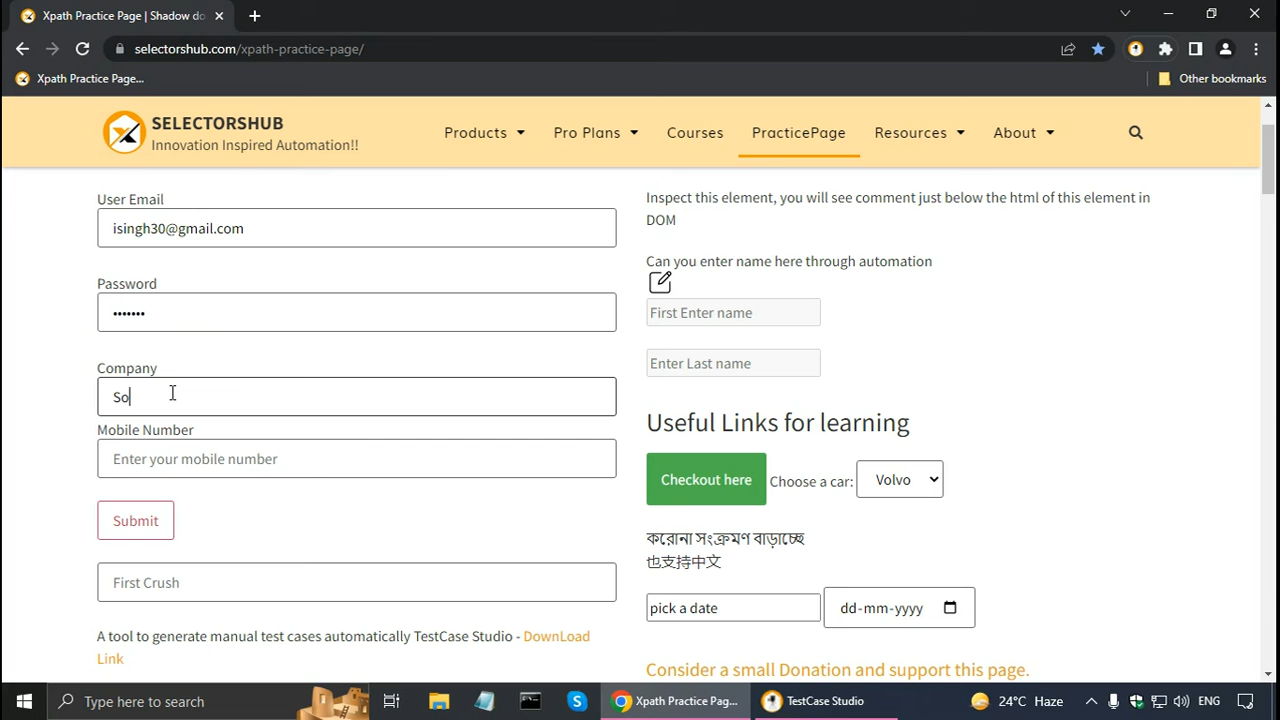 Xpath Practice Page | Shadow do
selectorshub.com/xpath-practice-page/
Xpath Practice Page...
Other bookmarks
SELECTORSHUB
Innovation Inspired Automation!!
Products
Pro Plans
Courses
PracticePage
Resources
About
User Email
isingh30@gmail.com
Password
•••••••
Company
So
Mobile Number
Enter your mobile number
Submit
First Crush
A tool to generate manual test cases automatically TestCase Studio - DownLoad
Link
Inspect this element, you will see comment just below the html of this element in
DOM
Can you enter name here through automation
First Enter name
Enter Last name
Useful Links for learning
Checkout here
Choose a car:
Volvo
করোনা সংক্রমণ বাড়াচ্ছে
也支持中文
pick a date
dd-mm-yyyy
Consider a small Donation and support this page.
Type here to search
Xpath Practice Pag...
TestCase Studio
24°C Haze
ENG